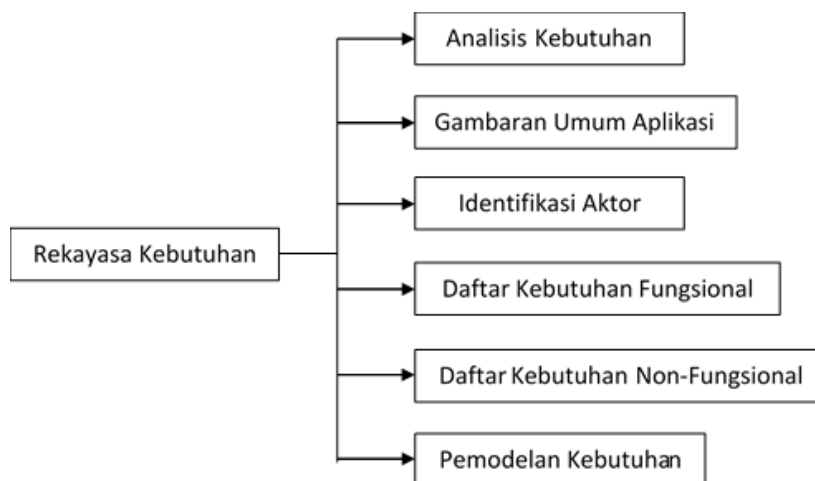 Analisis Kebutuhan
Gambaran Umum Aplikasi
Identifikasi Aktor
Rekayasa Kebutuhan
Daftar Kebutuhan Fungsional
Daftar Kebutuhan Non-Fungsional
Pemodelan Kebutuhan